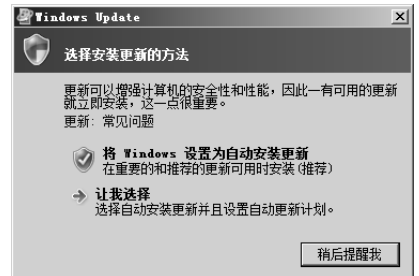 Windows Update
选择安装更新的方法
更新可以增强计算机的安全性和性能，因此一有可用的更新
就立即安装，这一点很重要。
更新: 常见问题
将 Windows 设置为自动安装更新
在重要的和推荐的更新可用时安装(推荐)
让我选择
选择自动安装更新并且设置自动更新计划。
稍后提醒我